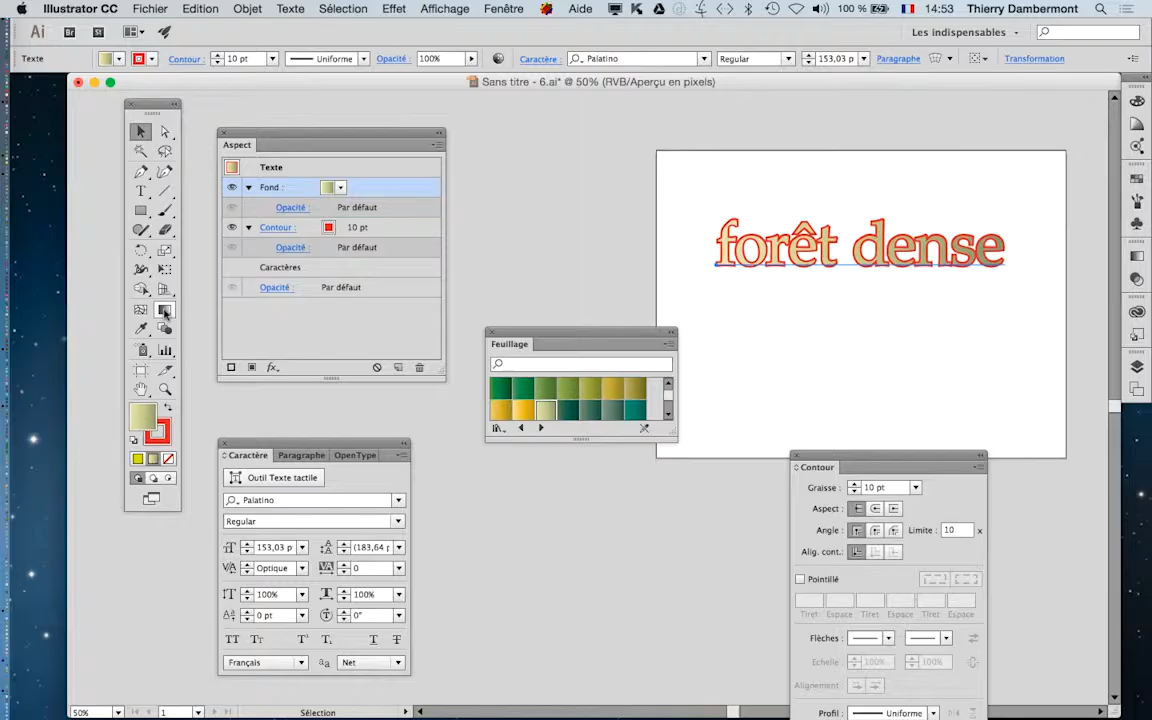 Illustrator CC Fichier Edition Objet Texte Sélection Effet Affichage Fenêtre Aide 100 % 14:53 Thierry Dambermont
Ai Br St Les indispensables
Texte Contour : 10 pt Uniforme Opacité : 100% Caractère : Palatino Regular 153,03 p Paragraphe Transformation
Sans titre - 6.ai* @ 50% (RVB/Aperçu en pixels)
Aspect
Texte
Fond :
Opacité : Par défaut
Contour : 10 pt
Opacité : Par défaut
Caractères
Opacité : Par défaut
fx
forêt dense
Feuillage
Caractère Paragraphe OpenType
Outil Texte tactile
Palatino
Regular
153,03 p (183,64 p
Optique 0
100% 100%
0 pt 0°
Français Net
Contour
Graisse : 10 pt
Aspect :
Angle : Limite : 10 x
Alig. cont. :
Pointillé
Tiret Espace Tiret Espace Tiret Espace
Flèches :
Echelle : 100% 100%
Alignement :
Profil : Uniforme
50% 1 Sélection